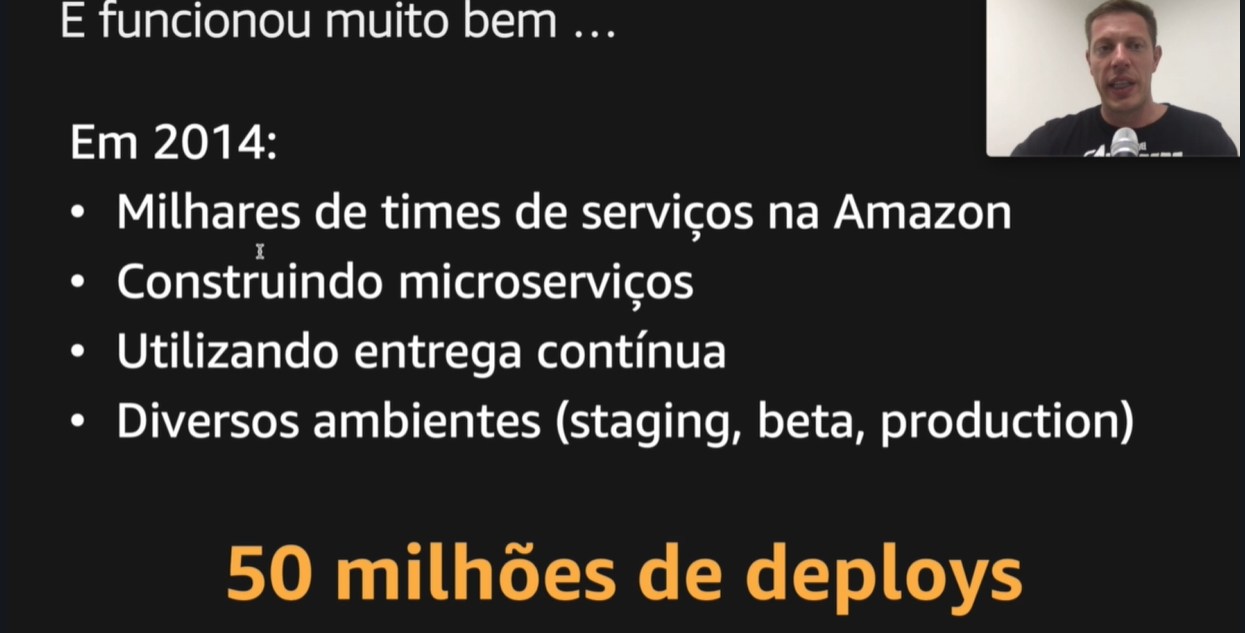 E funcionou muito bem ...
Em 2014:
• Milhares de times de serviços na Amazon
• Construindo microserviços
• Utilizando entrega contínua
• Diversos ambientes (staging, beta, production)
50 milhões de deploys